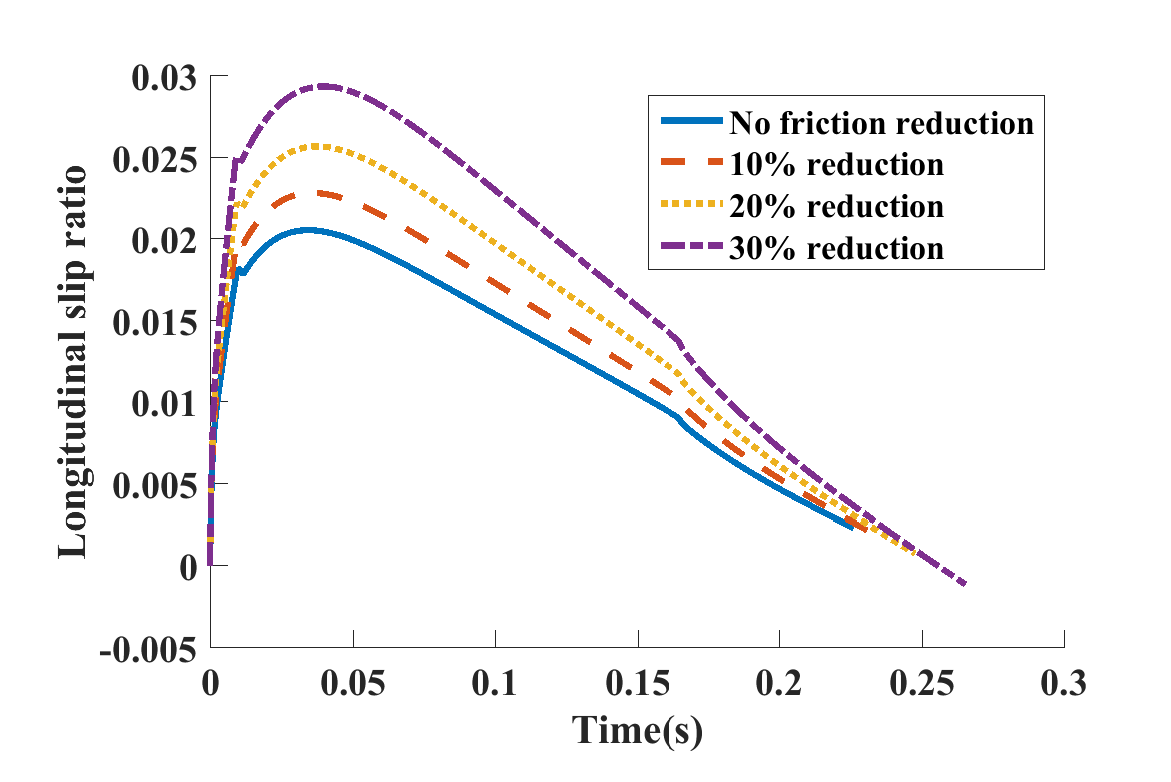 0.03
0.025
0.02
0.015
0.01
0.005
0
-0.005
Longitudinal slip ratio
No friction reduction
10% reduction
20% reduction
30% reduction
0 0.05 0.1 0.15 0.2 0.25 0.3
Time(s)